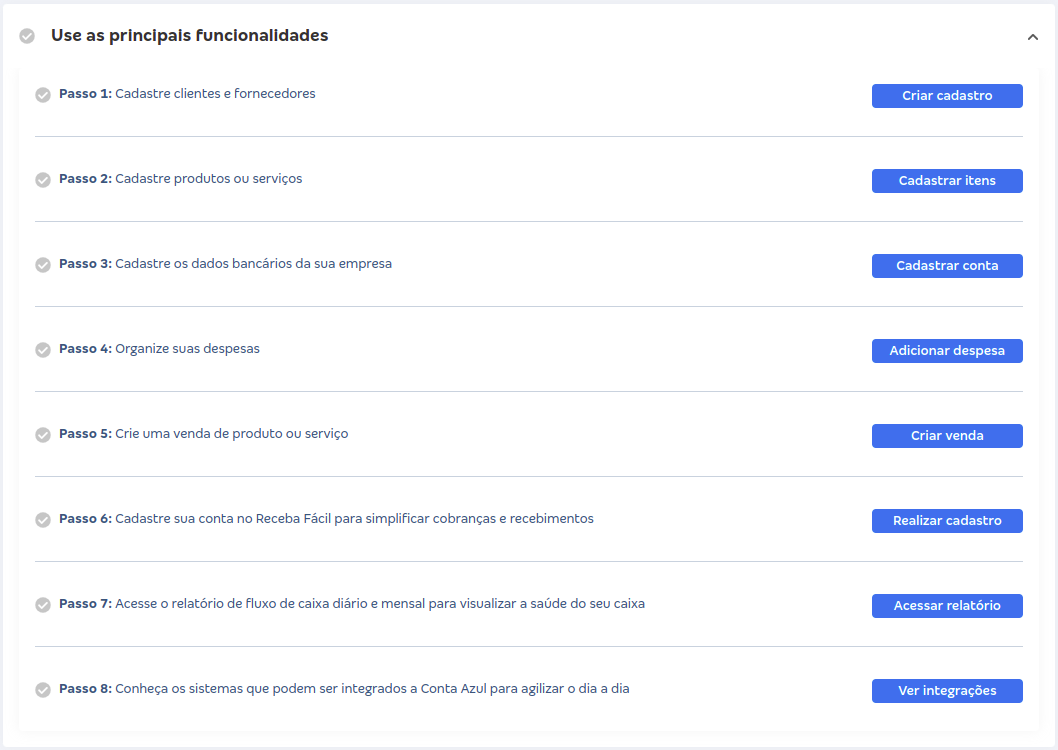 Use as principais funcionalidades
Passo 1: Cadastre clientes e fornecedores
Criar cadastro
Passo 2: Cadastre produtos ou serviços
Cadastrar itens
Passo 3: Cadastre os dados bancários da sua empresa
Cadastrar conta
Passo 4: Organize suas despesas
Adicionar despesa
Passo 5: Crie uma venda de produto ou serviço
Criar venda
Passo 6: Cadastre sua conta no Receba Fácil para simplificar cobranças e recebimentos
Realizar cadastro
Passo 7: Acesse o relatório de fluxo de caixa diário e mensal para visualizar a saúde do seu caixa
Acessar relatório
Passo 8: Conheça os sistemas que podem ser integrados a Conta Azul para agilizar o dia a dia
Ver integrações